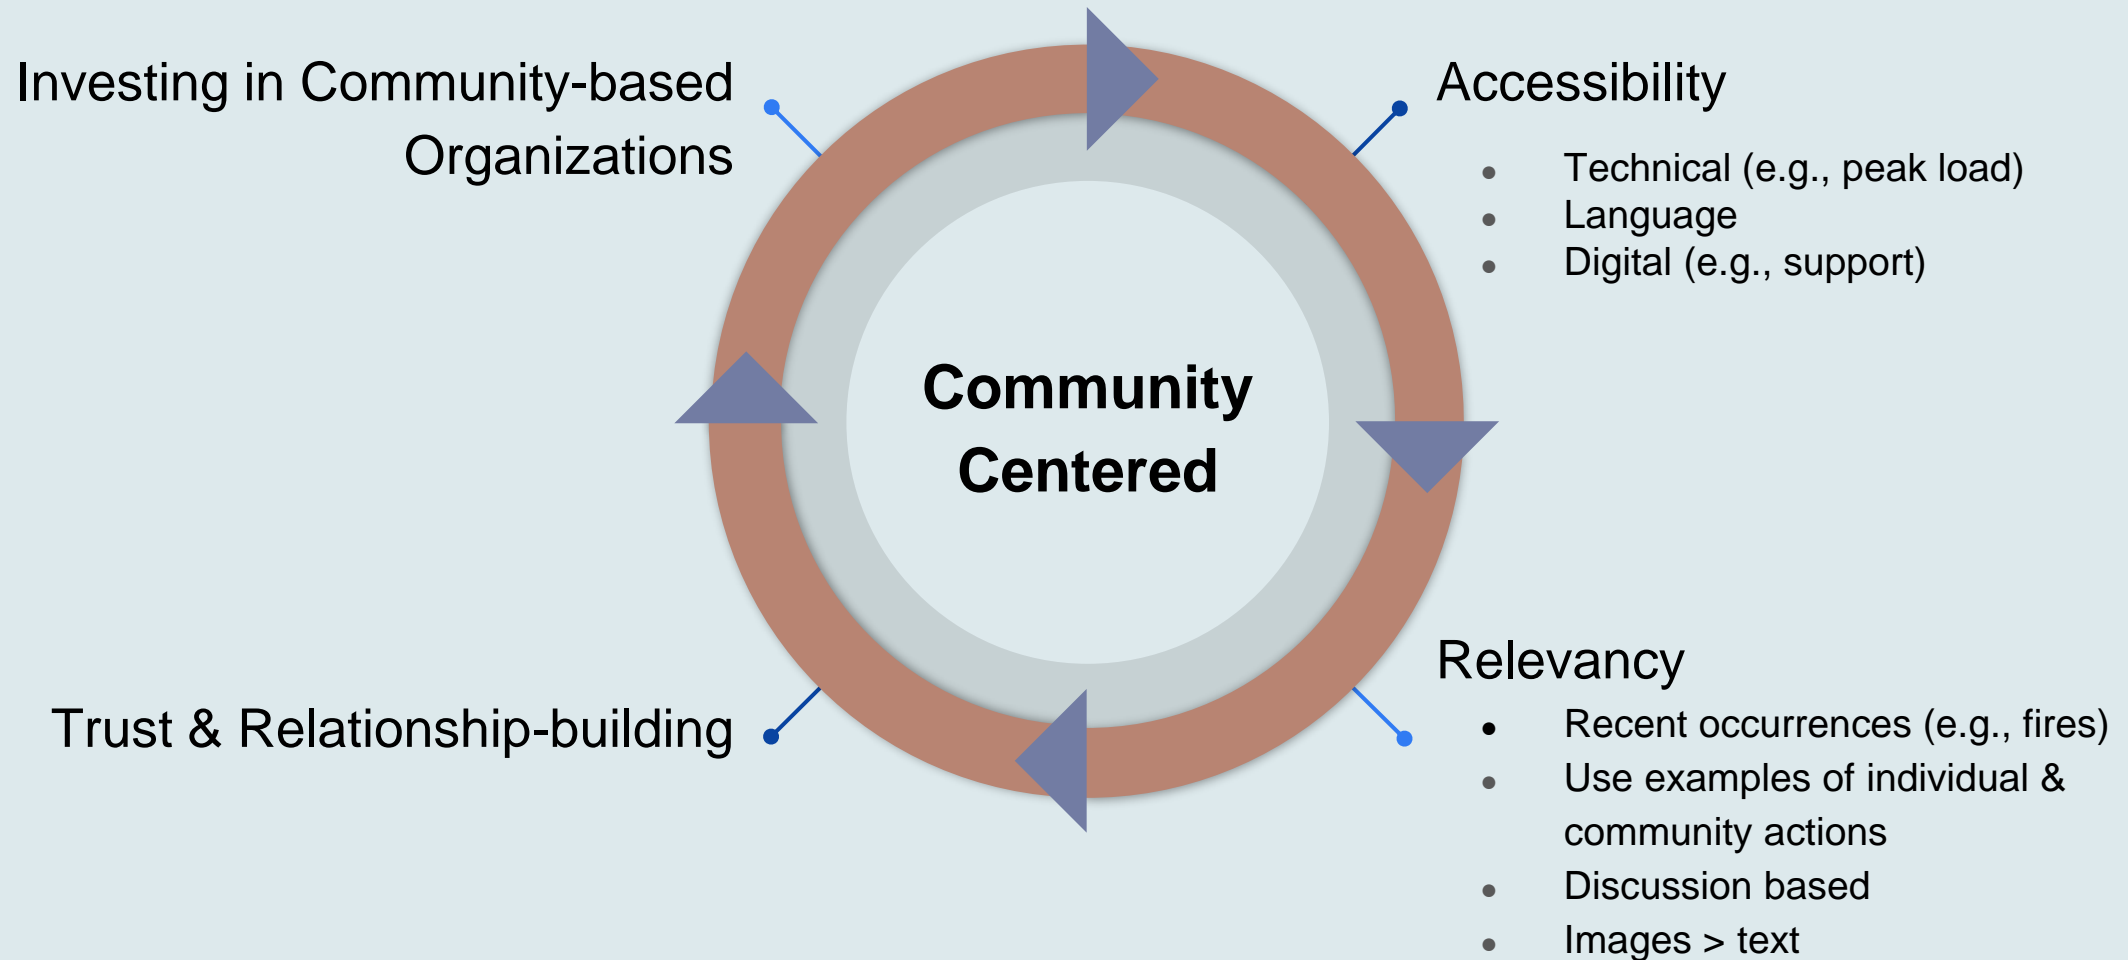 Investing in Community-based
Organizations
Accessibility
● Technical (e.g., peak load)
● Language
● Digital (e.g., support)
Community
Centered
Trust & Relationship-building
Relevancy
● Recent occurrences (e.g., fires)
● Use examples of individual &
community actions
● Discussion based
● Images > text